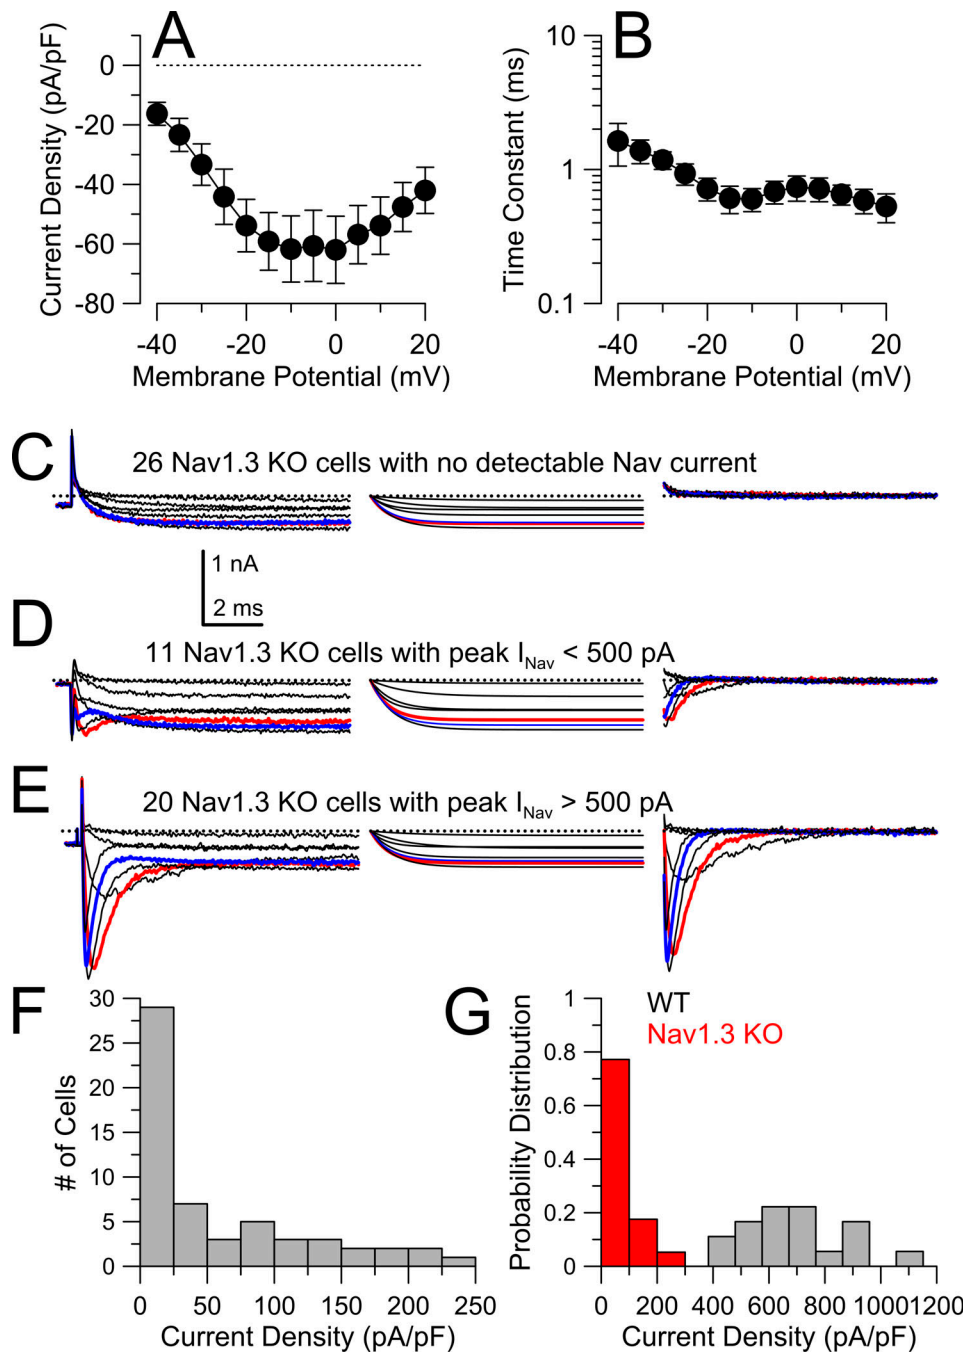 A
Current Density (pA/pF)
0
-20
-40
-60
-80
-40 -20 0 20
Membrane Potential (mV)
B
Time Constant (ms)
10
1
0.1
-40 -20 0 20
Membrane Potential (mV)
C
26 Nav1.3 KO cells with no detectable Nav current
1 nA
2 ms
D
11 Nav1.3 KO cells with peak INav < 500 pA
E
20 Nav1.3 KO cells with peak INav > 500 pA
F
# of Cells
30
25
20
15
10
5
0
0 50 100 150 200 250
Current Density (pA/pF)
G
Probability Distribution
1
0.8
0.6
0.4
0.2
0
WT
Nav1.3 KO
0 200 400 600 800 1000 1200
Current Density (pA/pF)